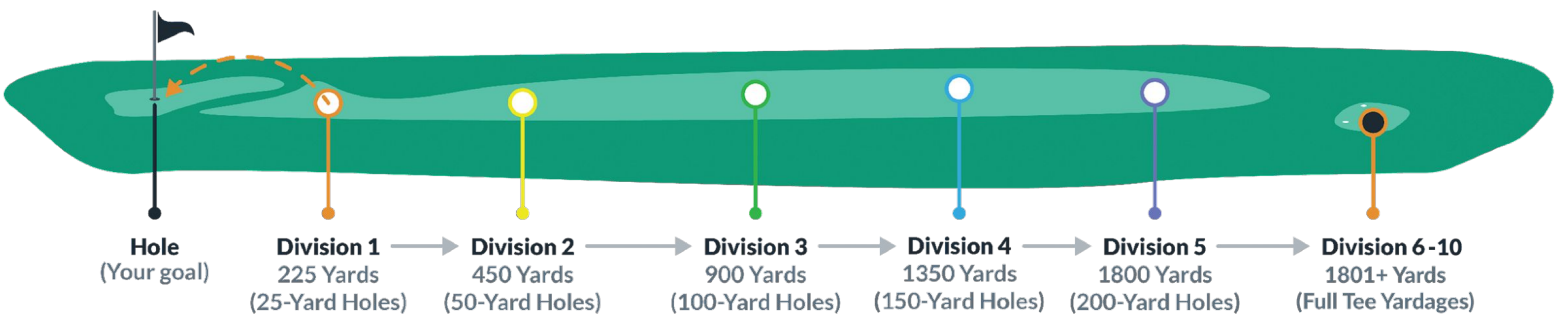 Hole
(Your goal)
Division 1
225 Yards
(25-Yard Holes)
Division 2
450 Yards
(50-Yard Holes)
Division 3
900 Yards
(100-Yard Holes)
Division 4
1350 Yards
(150-Yard Holes)
Division 5
1800 Yards
(200-Yard Holes)
Division 6-10
1801+ Yards
(Full Tee Yardages)